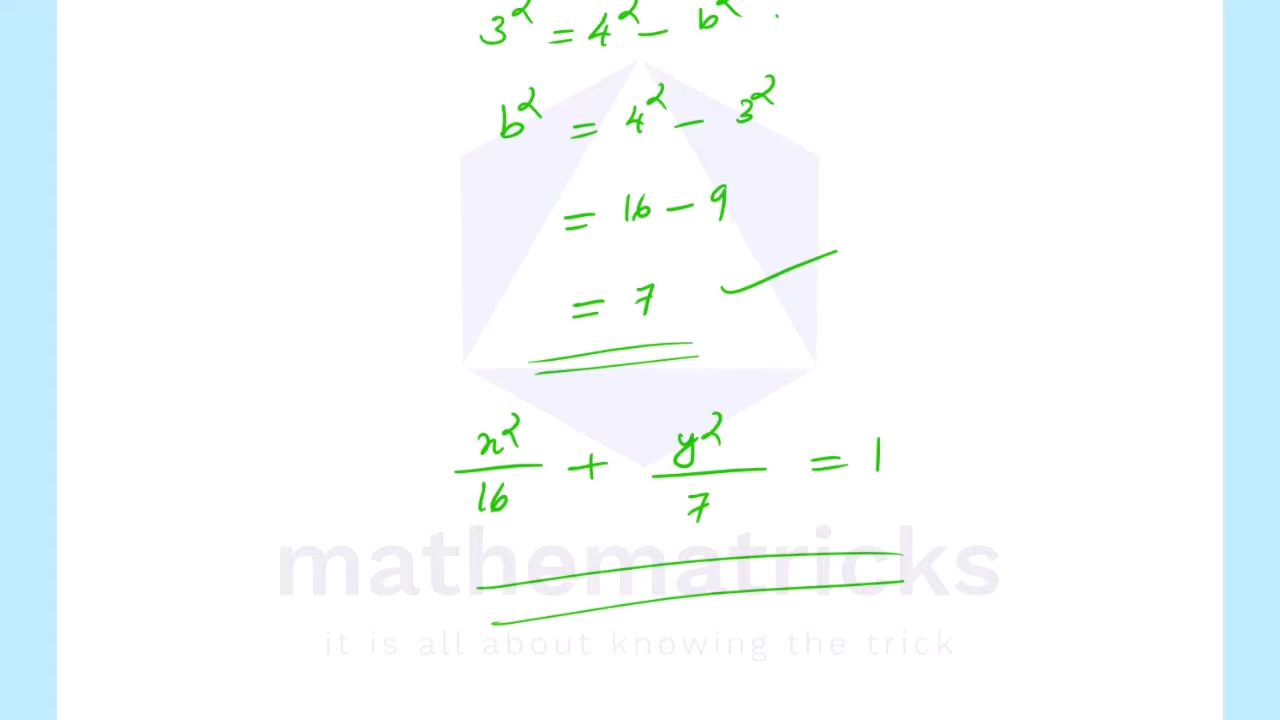 3² = 4² − b²
b² = 4² − 3²
= 16 − 9
= 7
x²/16 + y²/7 = 1
mathematricks
it is all about knowing the trick